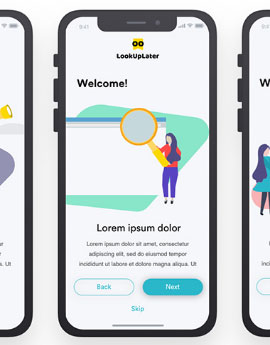 9:41
LookUpLater
Welcome!
Lorem ipsum dolor
Lorem ipsum dolor sit amet, consectetur
adipiscing elit, sed do eiusmod tempor
incididunt ut labore et dolore magna aliqua. Ut
Back
Next
Skip